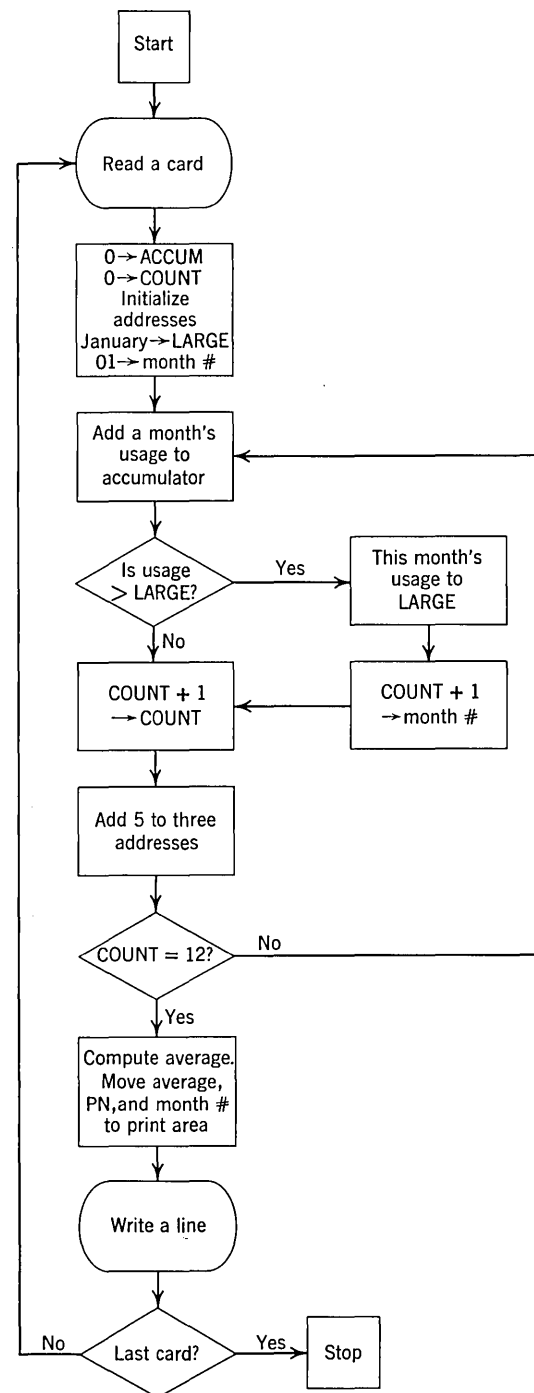 Start
Read a card
0→ACCUM
0→COUNT
Initialize
addresses
January→LARGE
01→month #
Add a month's
usage to
accumulator
Is usage
> LARGE?
Yes
This month's
usage to
LARGE
No
COUNT + 1
→COUNT
COUNT + 1
→month #
Add 5 to three
addresses
COUNT = 12?
No
Yes
Compute average.
Move average,
PN,and month #
to print area
Write a line
Last card?
No
Yes
Stop